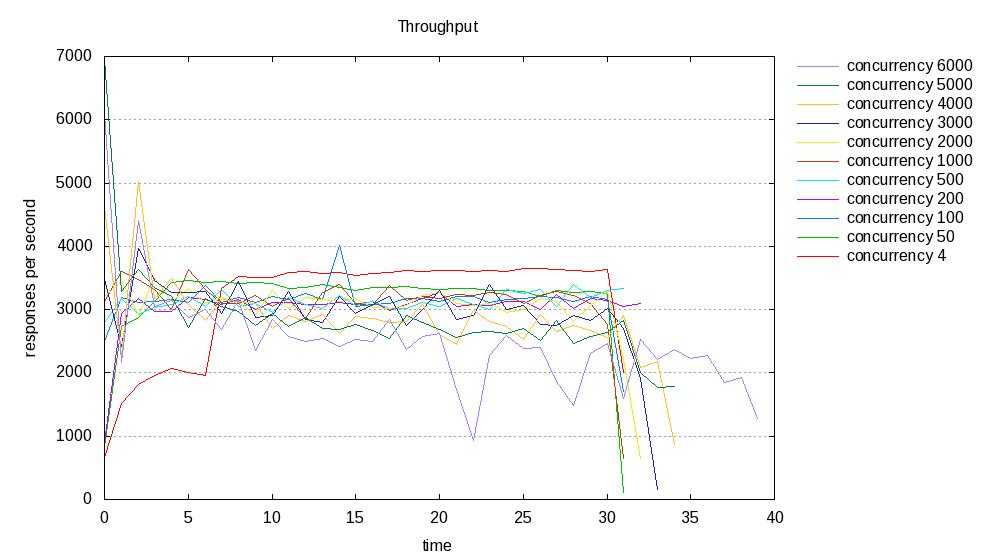 Throughput
responses per second
7000
6000
5000
4000
3000
2000
1000
0
0 5 10 15 20 25 30 35 40
time
concurrency 6000
concurrency 5000
concurrency 4000
concurrency 3000
concurrency 2000
concurrency 1000
concurrency 500
concurrency 200
concurrency 100
concurrency 50
concurrency 4